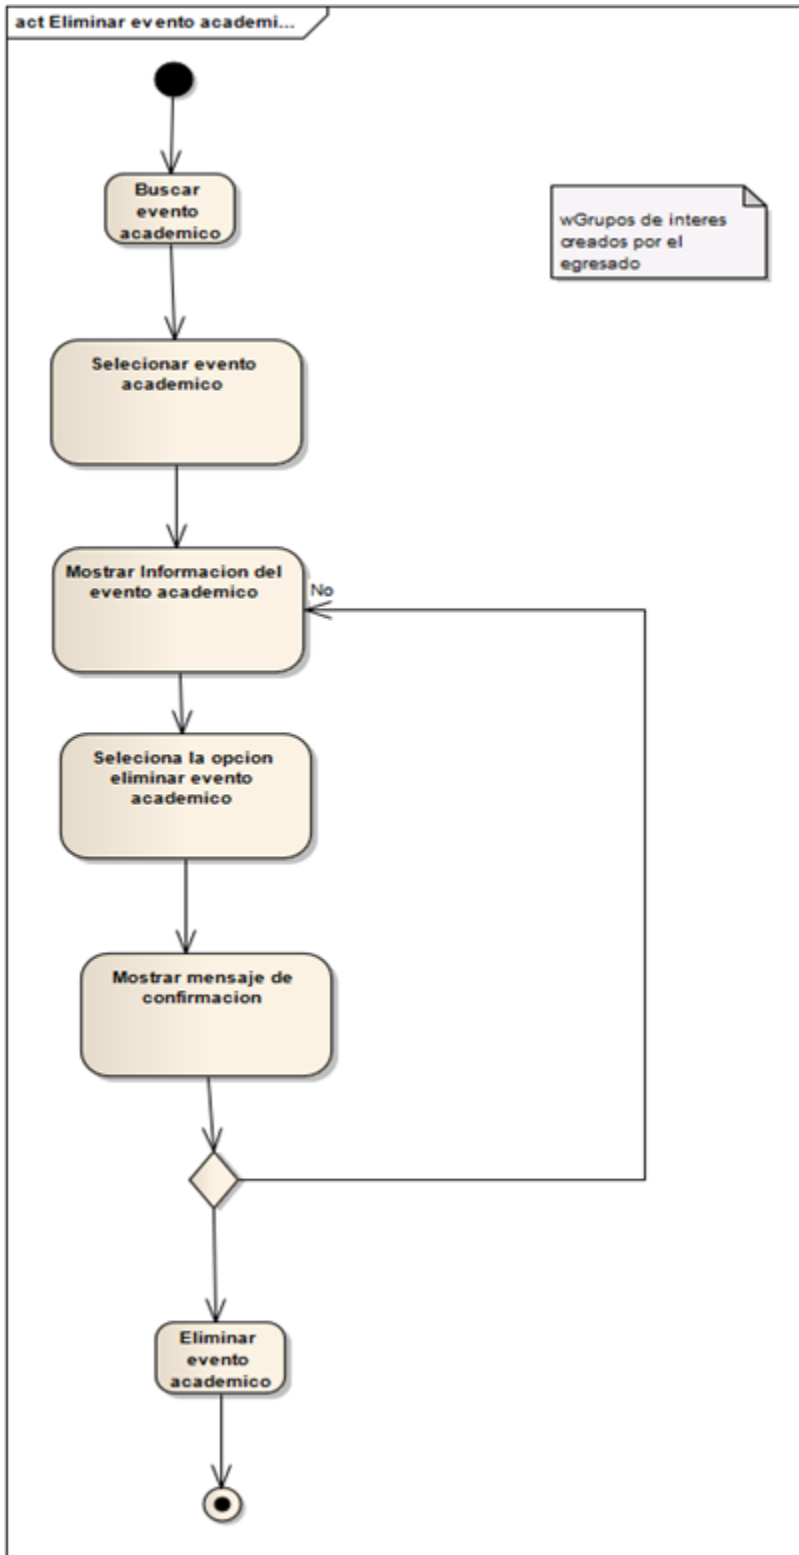 act Eliminar evento academi...
Buscar
evento
academico
wGrupos de interes
creados por el
egresado
Selecionar evento
academico
Mostrar Informacion del
evento academico
No
Seleciona la opcion
eliminar evento
academico
Mostrar mensaje de
confirmacion
Eliminar
evento
academico